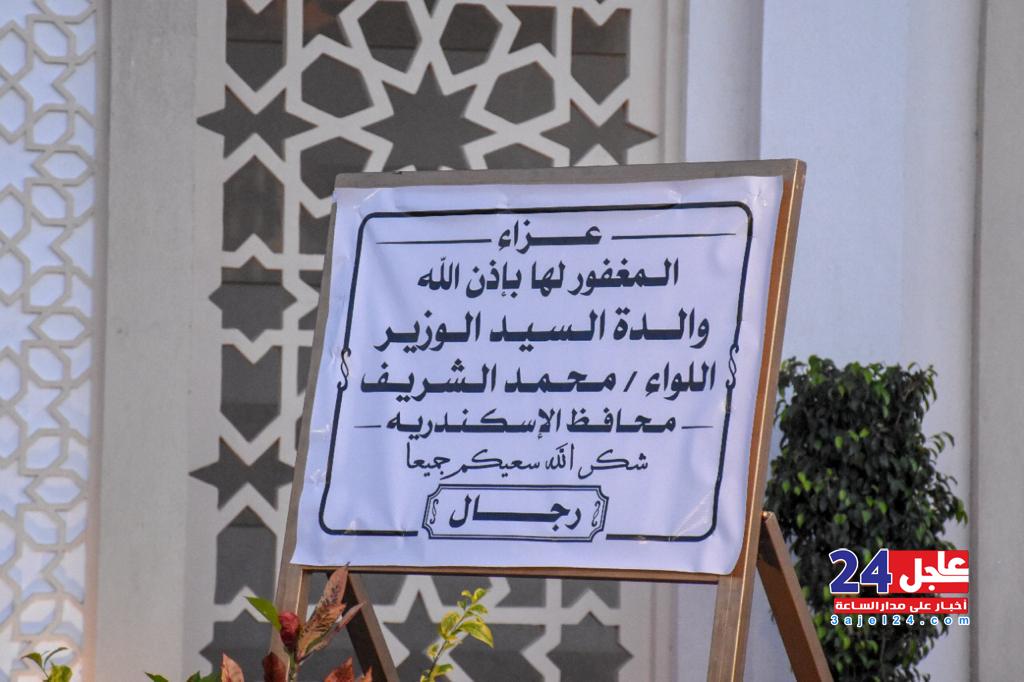 عزاء
المغفور لها بإذن الله
والدة السيد الوزير
اللواء / محمد الشريف
محافظ الإسكندريه
شكر الله سعيكم جميعا
رجال
عاجل 24
أخبار على مدار الساعة
3ajel24.com